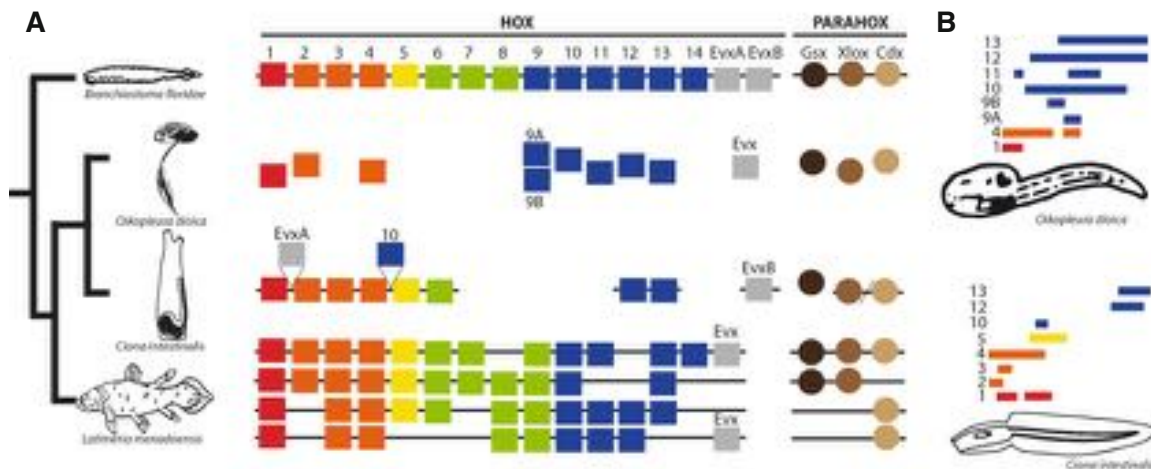 A
HOX
PARAHOX
B
1 2 3 4 5 6 7 8 9 10 11 12 13 14 EvxA EvxB
Gsx Xlox Cdx
Branchiostoma floridae
9A
9B
Evx
Oikopleura dioica
EvxA
10
EvxB
Ciona intestinalis
Evx
Evx
Latimeria menadoensis
13
12
11
10
9B
9A
4
1
Oikopleura dioica
13
12
10
5
4
3
2
1
Ciona intestinalis